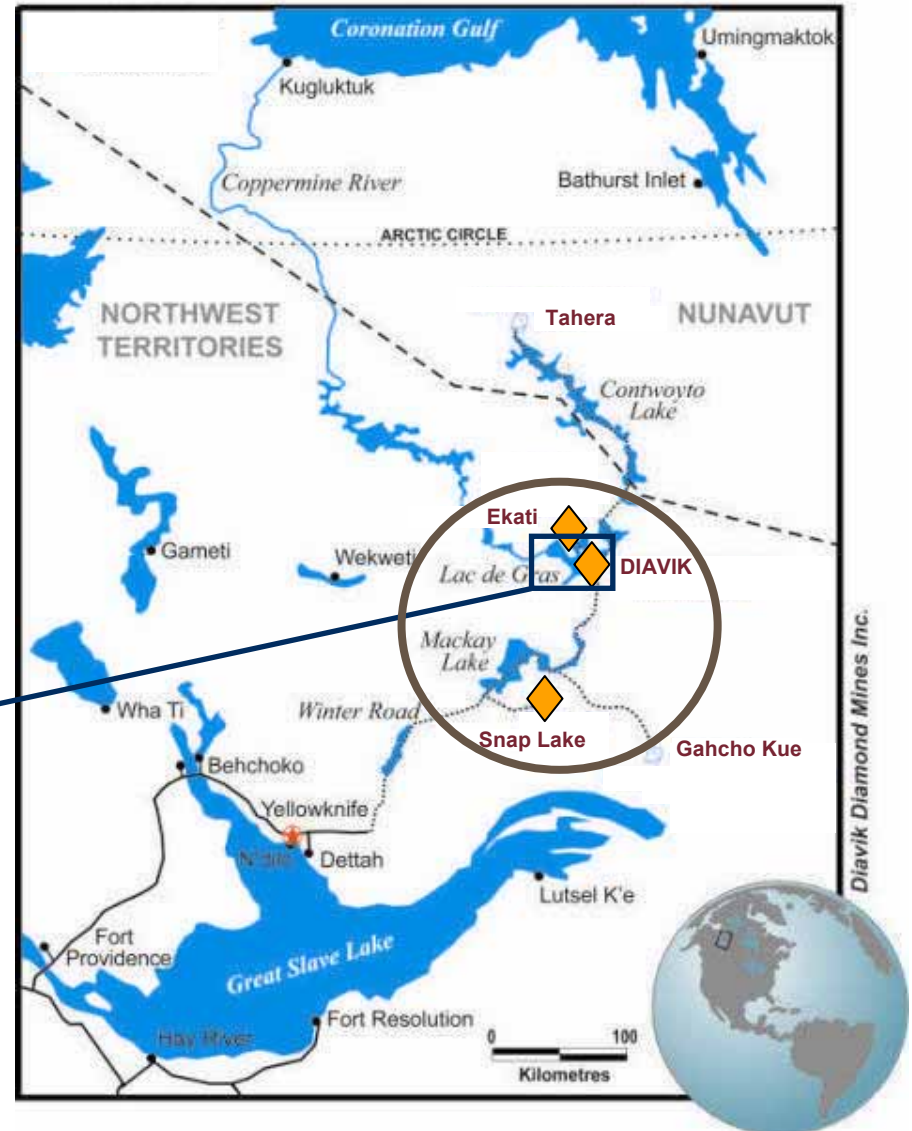 Coronation Gulf
Umingmaktok
Kugluktuk
Coppermine River
Bathurst Inlet
ARCTIC CIRCLE
NORTHWEST
TERRITORIES
Tahera
NUNAVUT
Contwoyto
Lake
Ekati
Gameti
Wekweti
Lac de Gras
DIAVIK
Mackay
Lake
Wha Ti
Winter Road
Snap Lake
Gahcho Kue
Behchoko
Yellowknife
N'dilo
Dettah
Lutsel K'e
Fort
Providence
Great Slave Lake
Fort Resolution
Hay River
0 100
Kilometres
Diavik Diamond Mines Inc.